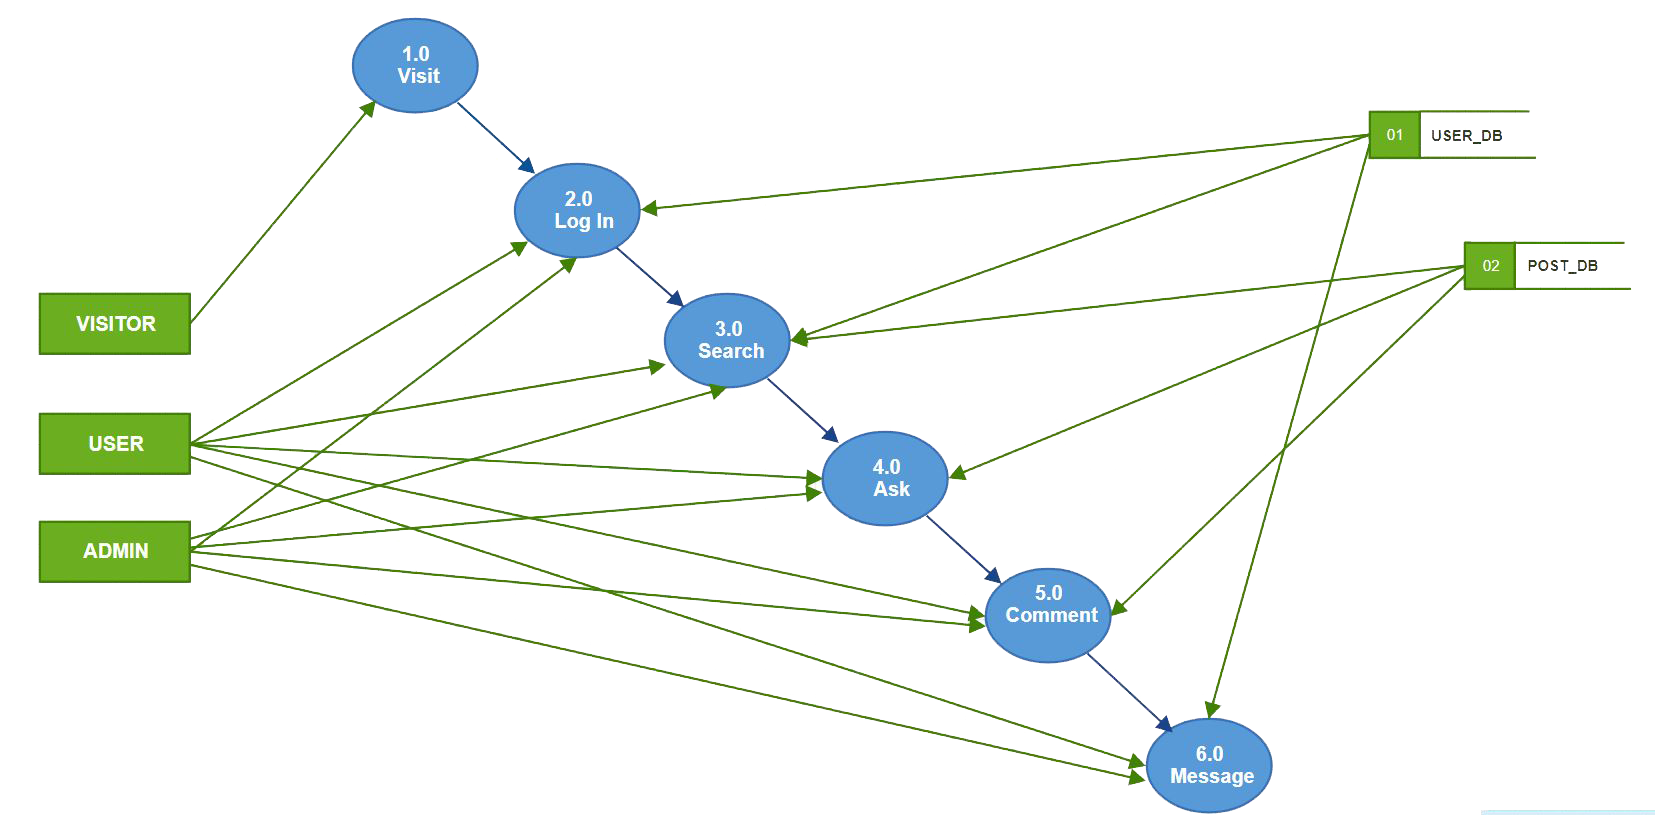 1.0
Visit
01
USER_DB
2.0
Log In
02
POST_DB
VISITOR
3.0
Search
USER
4.0
Ask
ADMIN
5.0
Comment
6.0
Message